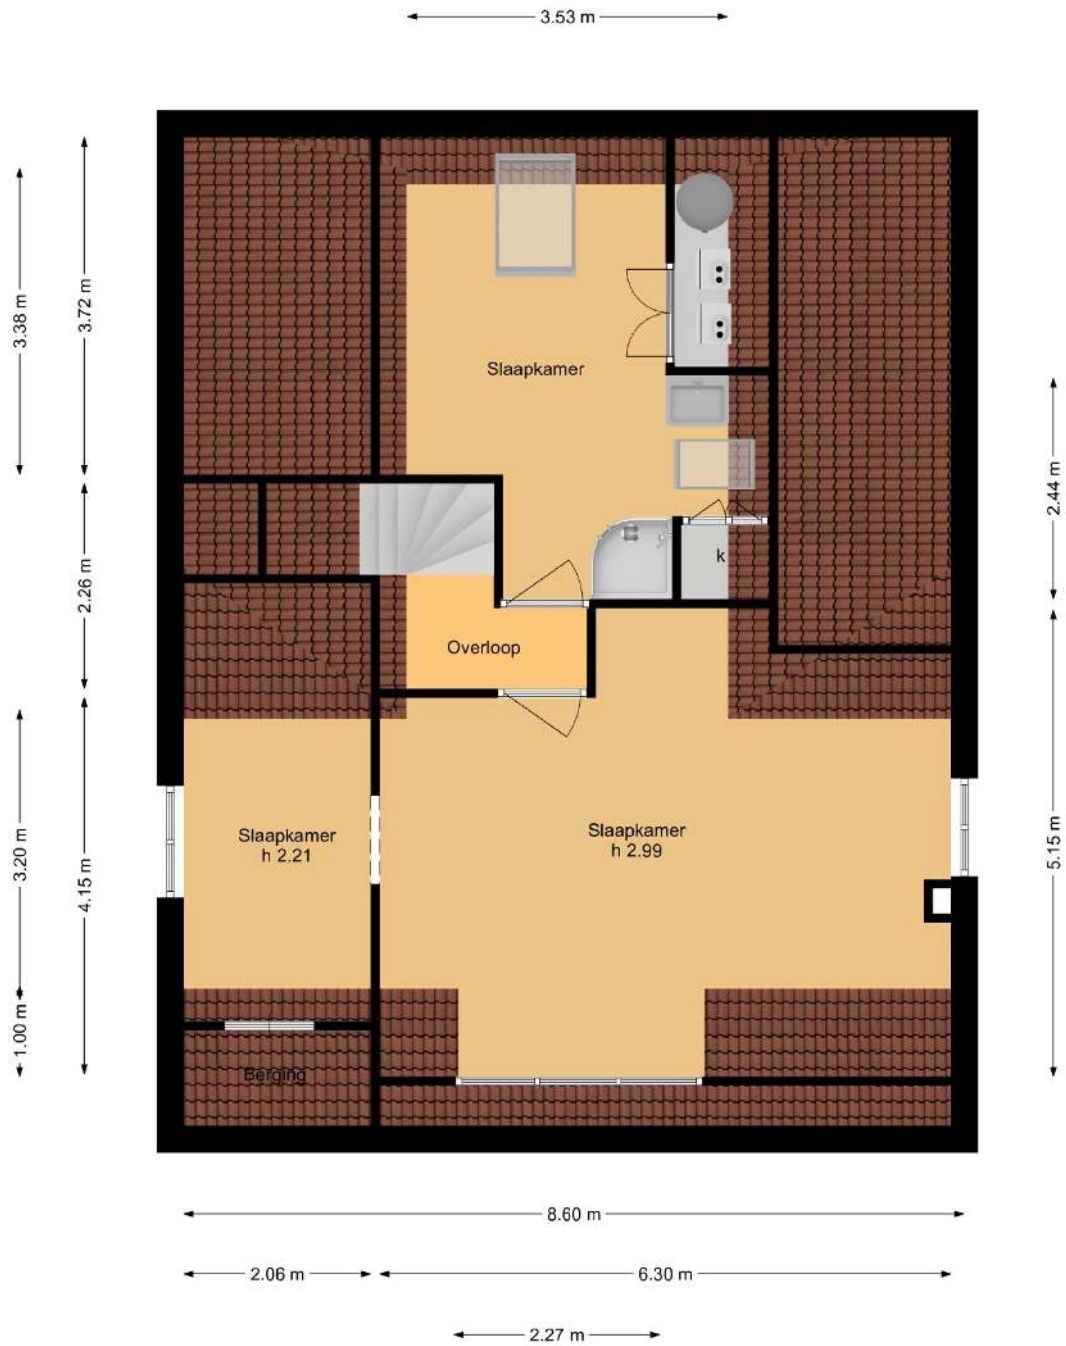 3.53 m
3.38 m
3.72 m
Slaapkamer
2.44 m
k
2.26 m
Overloop
Slaapkamer
h 2.21
Slaapkamer
h 2.99
3.20 m
4.15 m
5.15 m
1.00 m
Berging
8.60 m
2.06 m
6.30 m
2.27 m